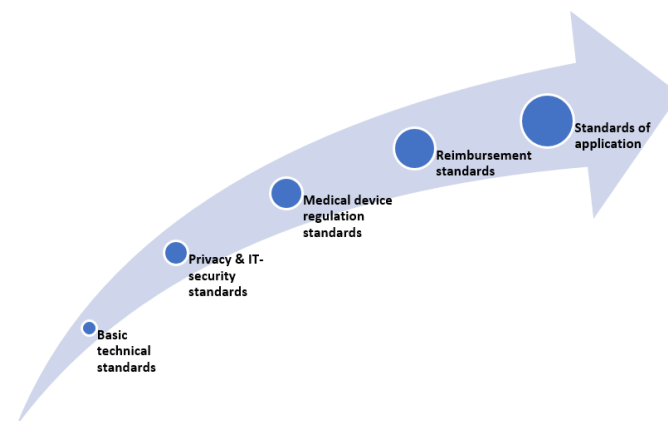 Standards of
application
Reimbursement
standards
Medical device
regulation
standards
Privacy & IT-
security
standards
Basic
technical
standards